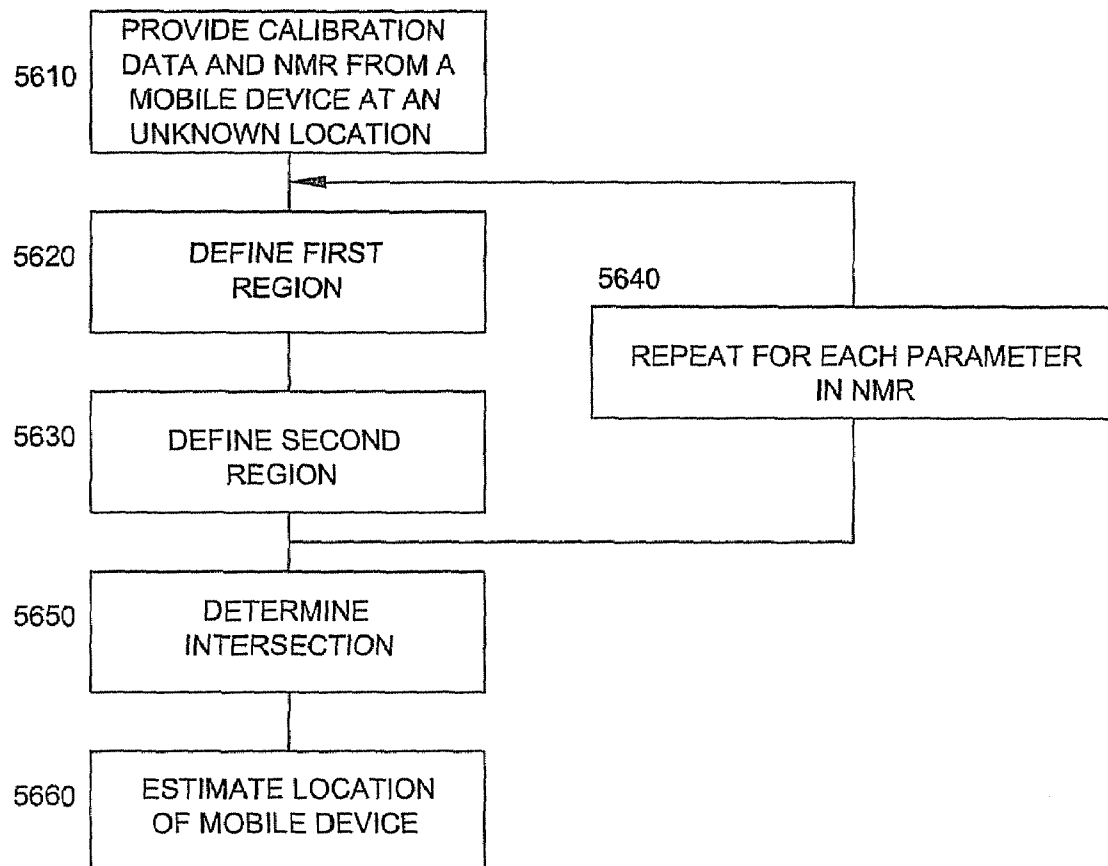 5610
PROVIDE CALIBRATION
DATA AND NMR FROM A
MOBILE DEVICE AT AN
UNKNOWN LOCATION
5620
DEFINE FIRST
REGION
5630
DEFINE SECOND
REGION
5640
REPEAT FOR EACH PARAMETER
IN NMR
5650
DETERMINE
INTERSECTION
5660
ESTIMATE LOCATION
OF MOBILE DEVICE